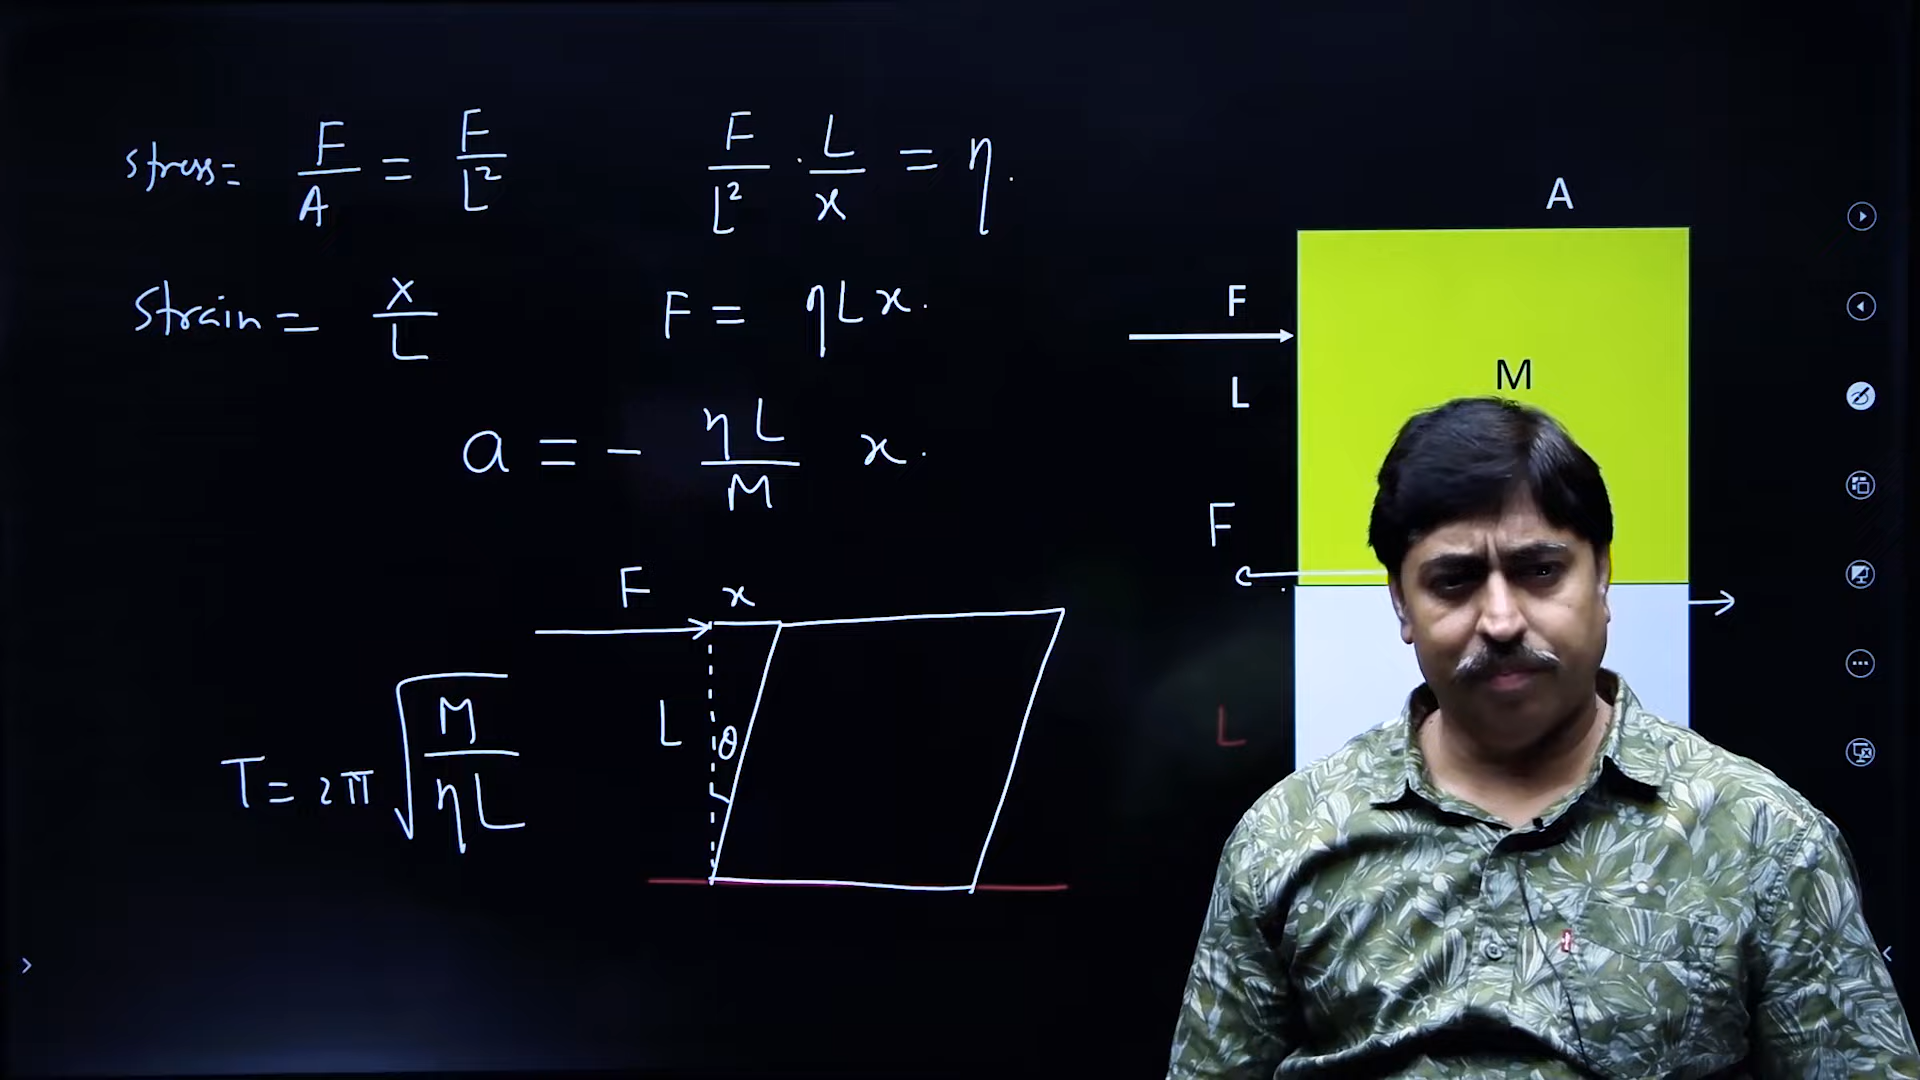 stress = F/A = F/L²
F/L² · L/x = η.
Strain = x/L
F = ηLx.
a = - ηL/M x.
F x
L θ
T = 2π √(M/ηL)
A
F
L
M
F
L